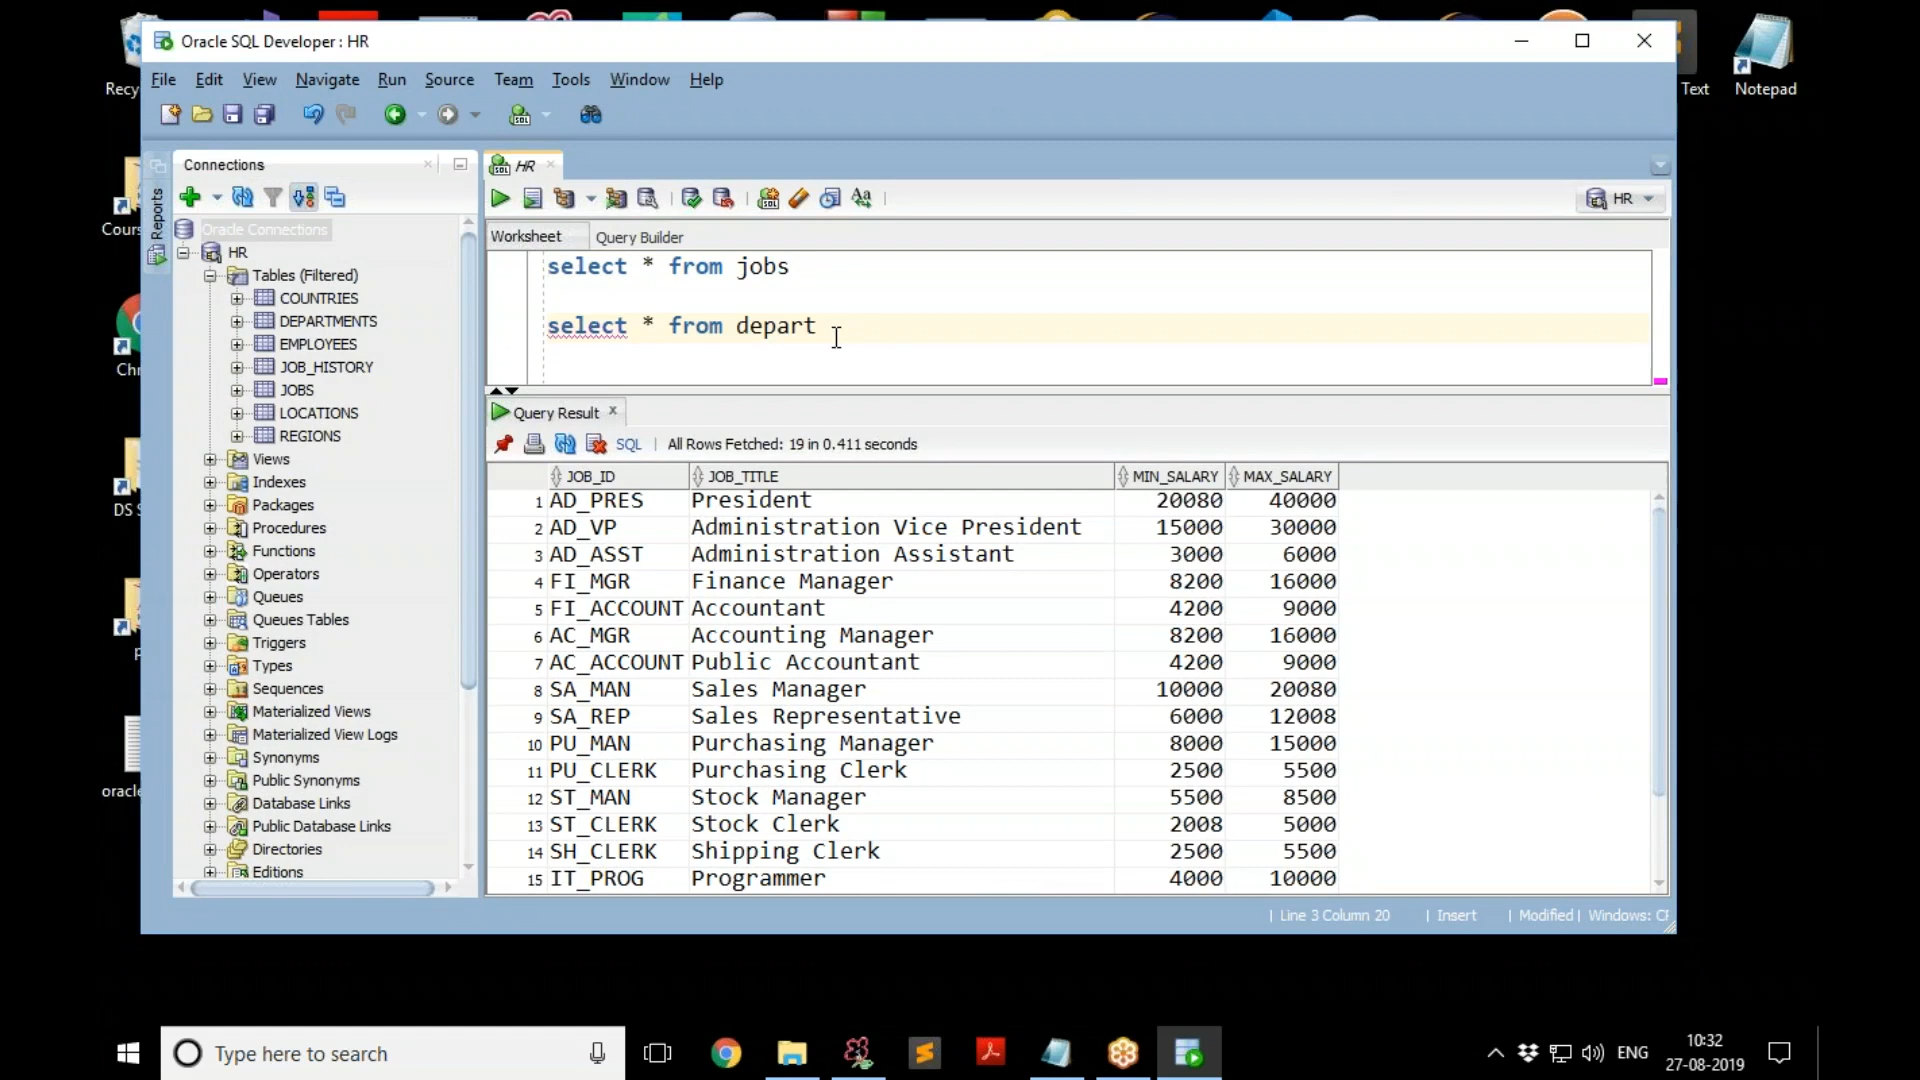 Oracle SQL Developer : HR
Recy
Text
Notepad
File Edit View Navigate Run Source Team Tools Window Help
Connections
HR
Reports
HR
Worksheet
Query Builder
Oracle Connections
HR
Tables (Filtered)
COUNTRIES
DEPARTMENTS
EMPLOYEES
JOB_HISTORY
JOBS
LOCATIONS
REGIONS
Views
Indexes
Packages
Procedures
Functions
Operators
Queues
Queues Tables
Triggers
Types
Sequences
Materialized Views
Materialized View Logs
Synonyms
Public Synonyms
Database Links
Public Database Links
Directories
Editions
Cours
Chr
DS S
p
oracle
select * from jobs
select * from depart
Query Result
SQL | All Rows Fetched: 19 in 0.411 seconds
JOB_ID JOB_TITLE MIN_SALARY MAX_SALARY
1 AD_PRES President 20080 40000
2 AD_VP Administration Vice President 15000 30000
3 AD_ASST Administration Assistant 3000 6000
4 FI_MGR Finance Manager 8200 16000
5 FI_ACCOUNT Accountant 4200 9000
6 AC_MGR Accounting Manager 8200 16000
7 AC_ACCOUNT Public Accountant 4200 9000
8 SA_MAN Sales Manager 10000 20080
9 SA_REP Sales Representative 6000 12008
10 PU_MAN Purchasing Manager 8000 15000
11 PU_CLERK Purchasing Clerk 2500 5500
12 ST_MAN Stock Manager 5500 8500
13 ST_CLERK Stock Clerk 2008 5000
14 SH_CLERK Shipping Clerk 2500 5500
15 IT_PROG Programmer 4000 10000
| Line 3 Column 20 | Insert | Modified | Windows: C
Type here to search
ENG
10:32
27-08-2019